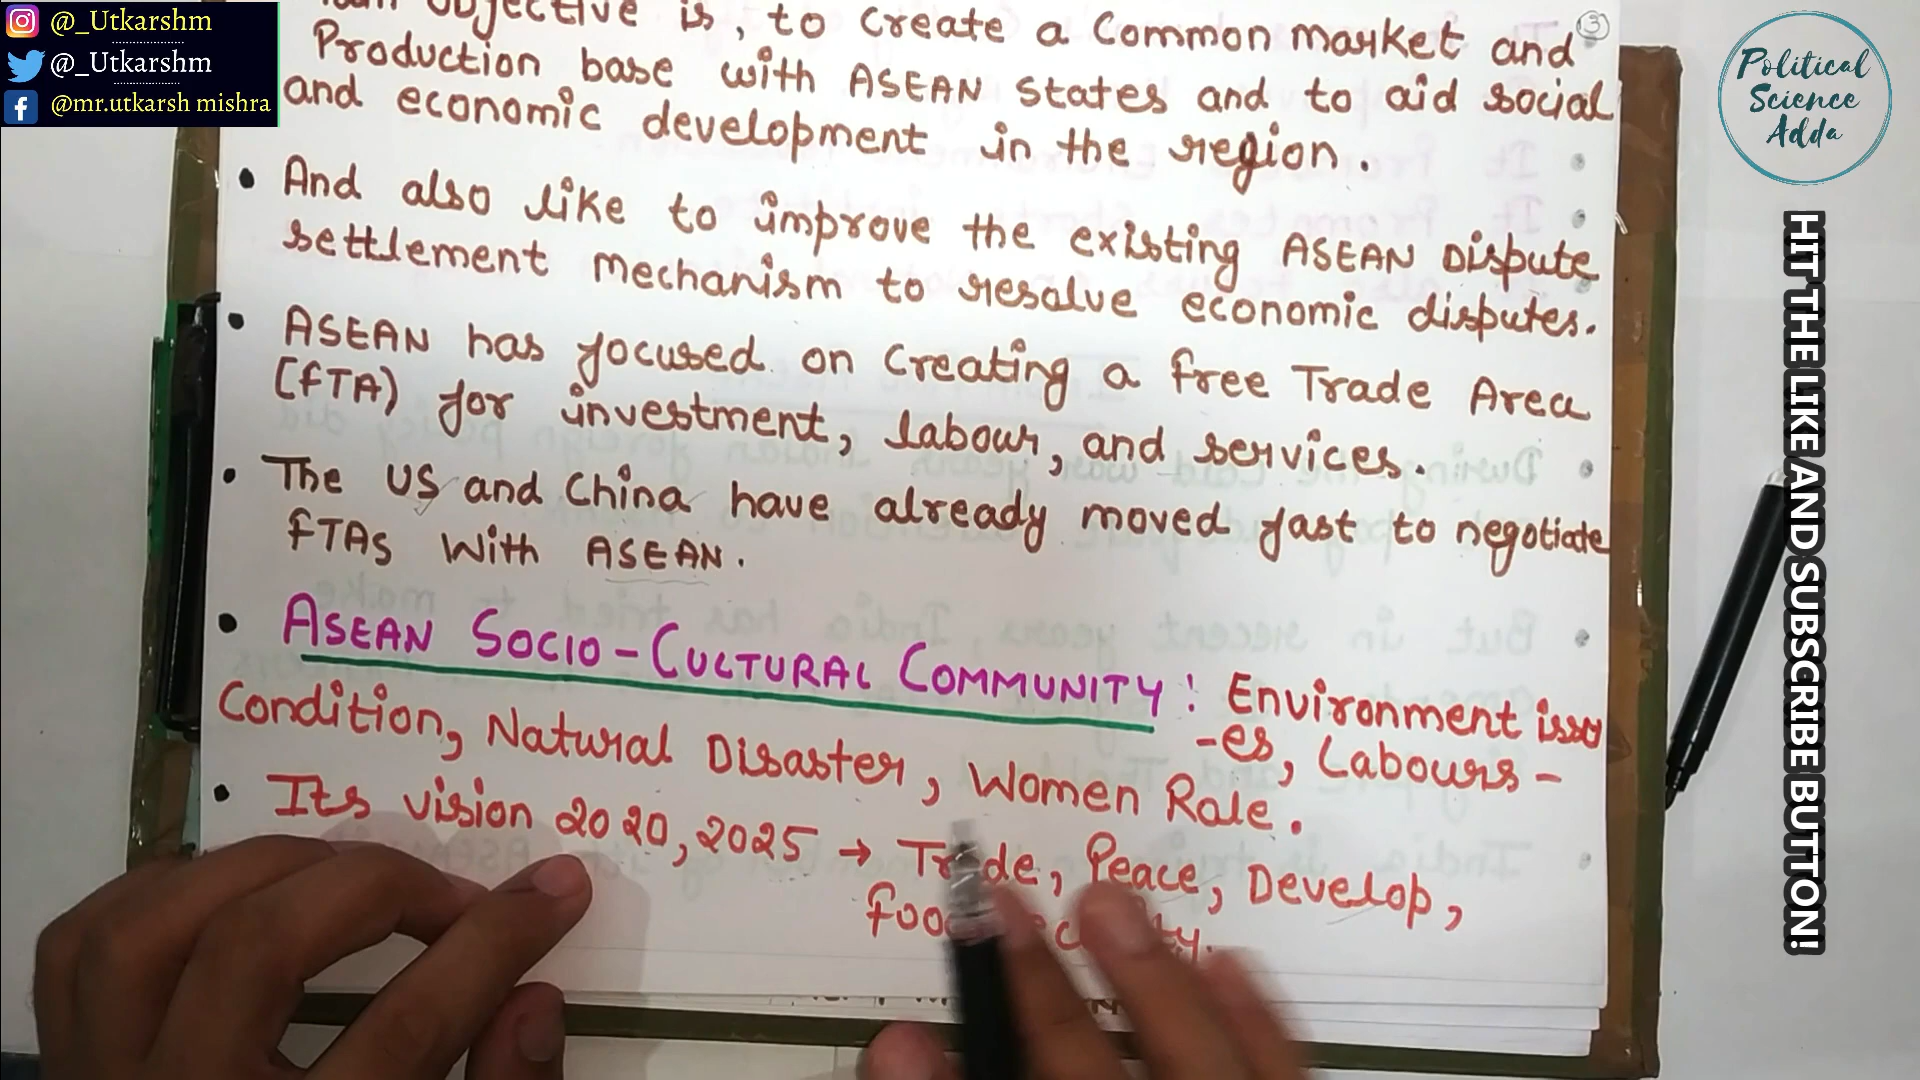 @_Utkarshm
@_Utkarshm
@mr.utkarsh mishra
Political
Science
Adda
HIT THE LIKE AND SUBSCRIBE BUTTON!
3
objective is, to create a Common market and
Production base with ASEAN States and to aid social
and economic development in the region.
• And also like to improve the existing ASEAN Dispute
settlement mechanism to resolve economic disputes.
• ASEAN has focused on Creating a free Trade Area
(FTA) for investment, labour, and services.
• The US and China have already moved fast to negotiate
FTAs With ASEAN.
• ASEAN SOCIO-CULTURAL COMMUNITY: Environment issu
-es, Labours-
Condition, Natural Disaster, Women Role.
• Its vision 2020, 2025 → Trade, Peace, Develop,